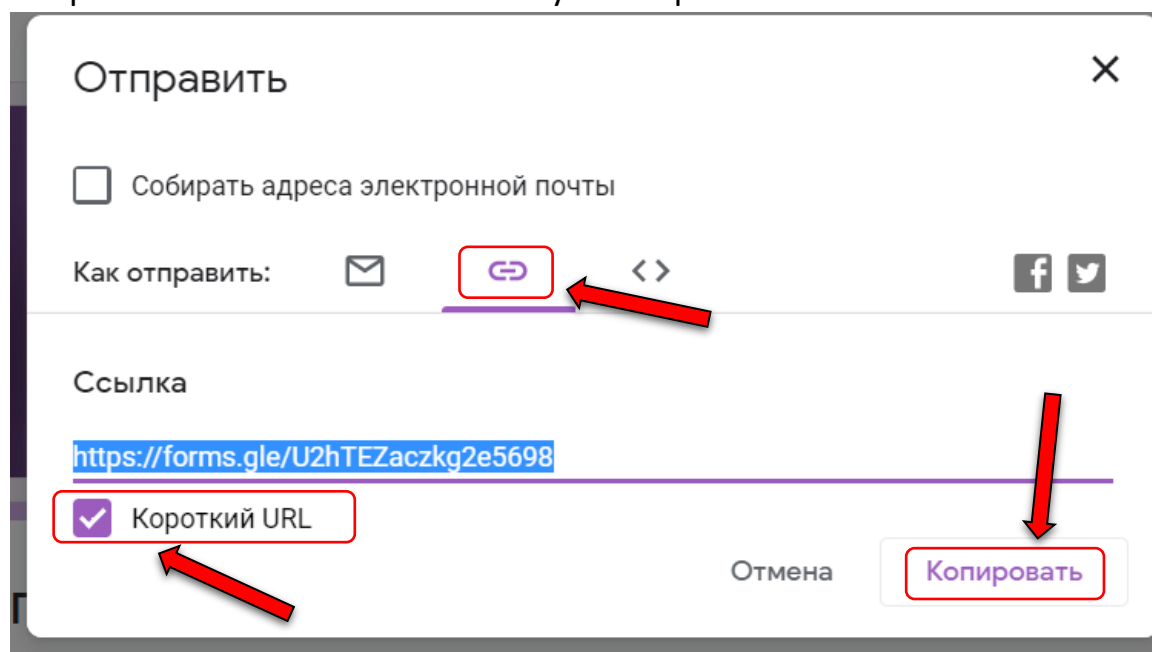 Отправить
Собирать адреса электронной почты
Как отправить:
Ссылка
https://forms.gle/U2hTEZaczkg2e5698
Короткий URL
Отмена
Копировать